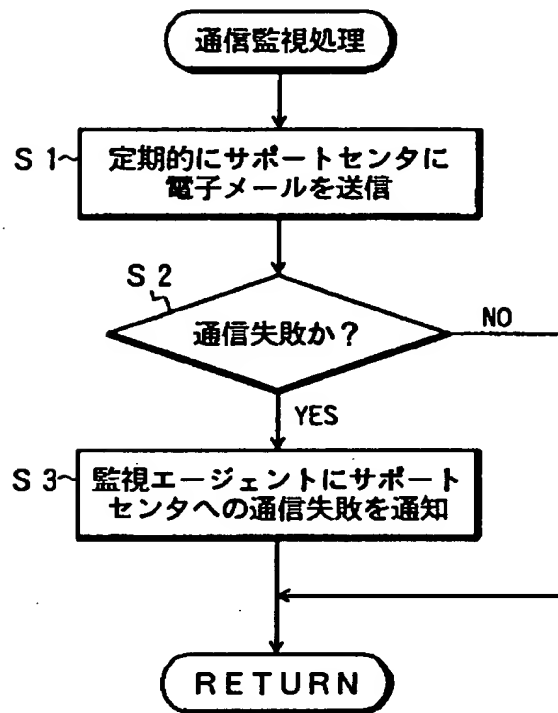 通信監視処理
S1 定期的にサポートセンタに
電子メールを送信
S2
通信失敗か？
NO
YES
S3 監視エージェントにサポート
センタへの通信失敗を通知
RETURN